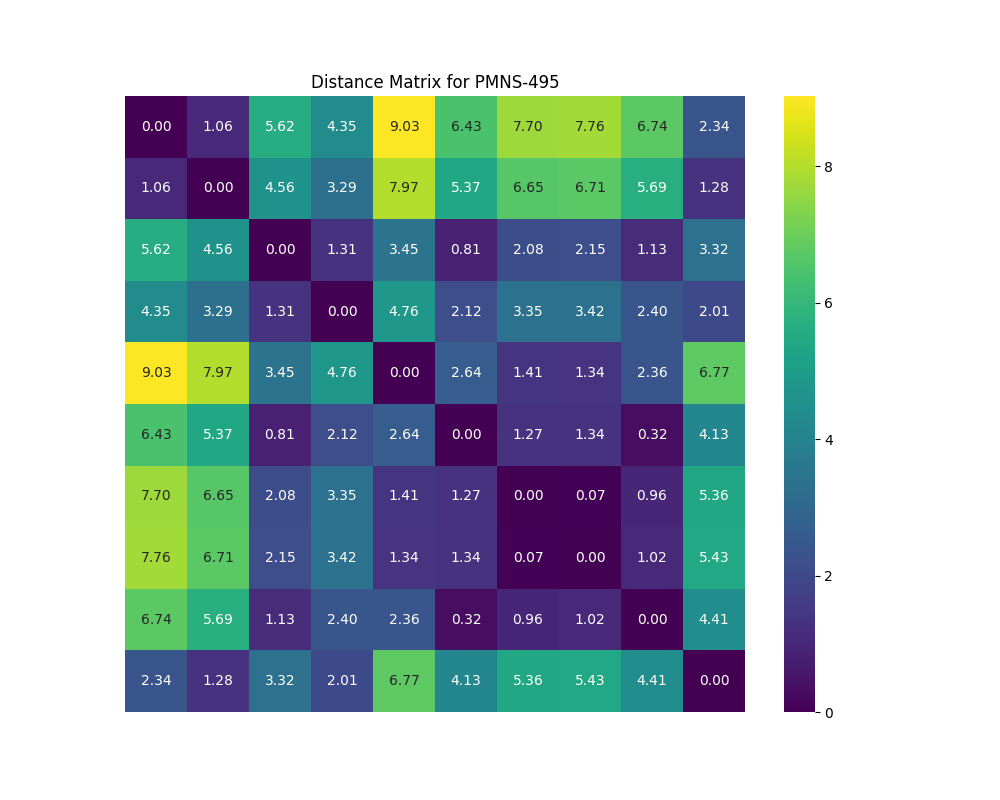 Distance Matrix for PMNS-495
0.00 1.06 5.62 4.35 9.03 6.43 7.70 7.76 6.74 2.34
1.06 0.00 4.56 3.29 7.97 5.37 6.65 6.71 5.69 1.28
5.62 4.56 0.00 1.31 3.45 0.81 2.08 2.15 1.13 3.32
4.35 3.29 1.31 0.00 4.76 2.12 3.35 3.42 2.40 2.01
9.03 7.97 3.45 4.76 0.00 2.64 1.41 1.34 2.36 6.77
6.43 5.37 0.81 2.12 2.64 0.00 1.27 1.34 0.32 4.13
7.70 6.65 2.08 3.35 1.41 1.27 0.00 0.07 0.96 5.36
7.76 6.71 2.15 3.42 1.34 1.34 0.07 0.00 1.02 5.43
6.74 5.69 1.13 2.40 2.36 0.32 0.96 1.02 0.00 4.41
2.34 1.28 3.32 2.01 6.77 4.13 5.36 5.43 4.41 0.00
8
6
4
2
0